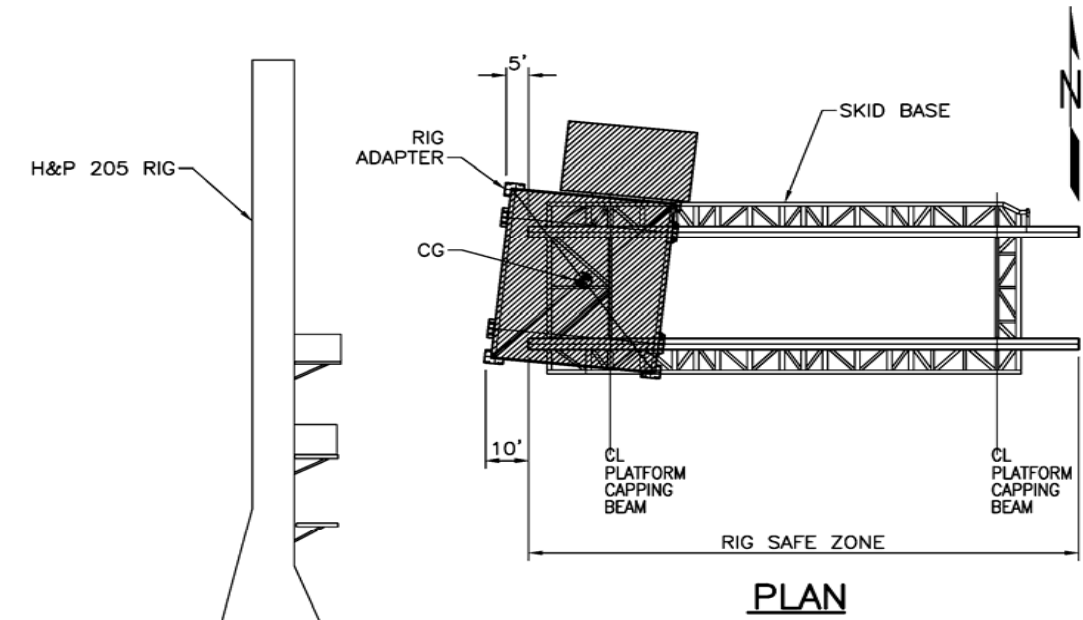 5'
N
SKID BASE
RIG
ADAPTER
H&P 205 RIG
CG
10'
CL
PLATFORM
CAPPING
BEAM
CL
PLATFORM
CAPPING
BEAM
RIG SAFE ZONE
PLAN